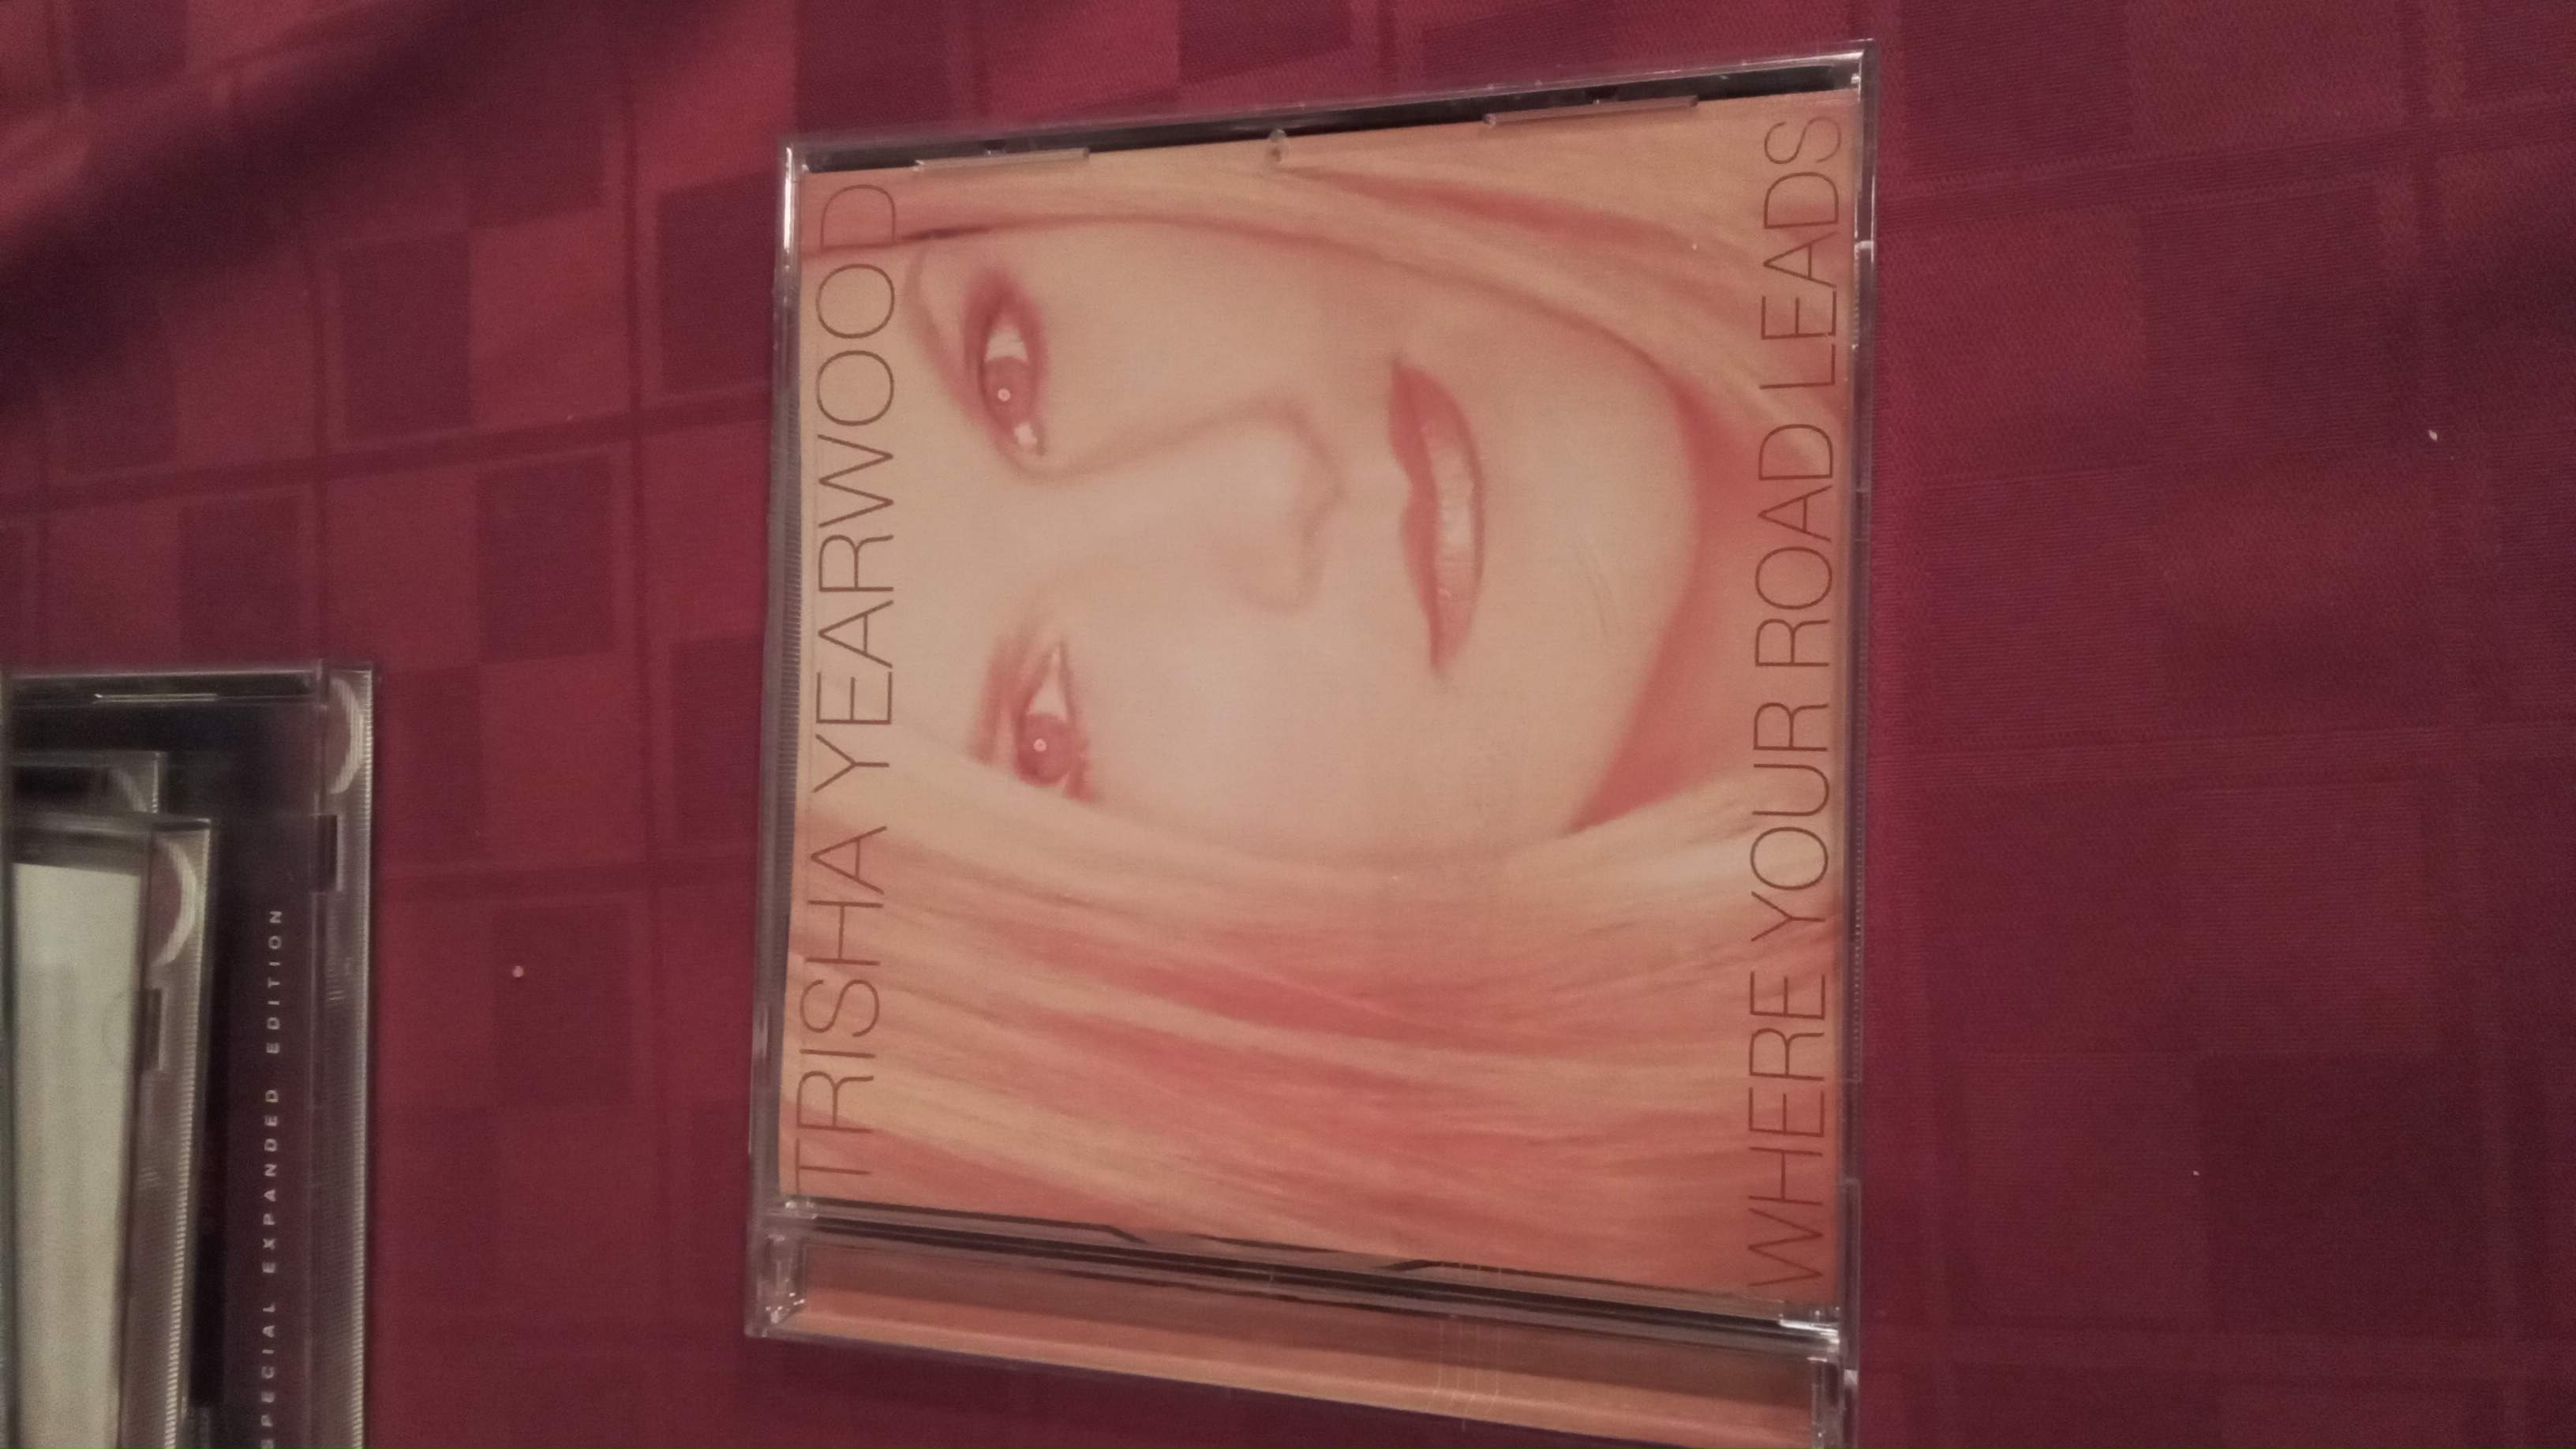 TRISHA YEARWOOD
WHERE YOUR ROAD LEADS
SPECIAL EXPANDED EDITION